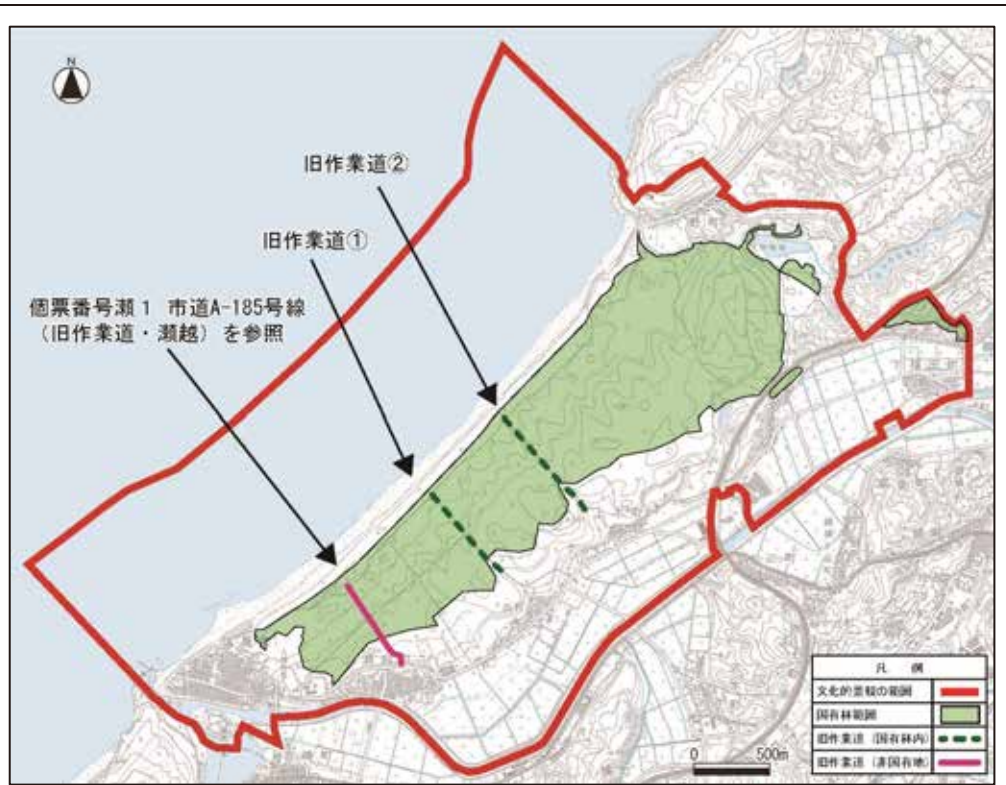 N
旧作業道②
旧作業道①
個票番号瀬1 市道A-185号線
（旧作業道・瀬越）を参照
凡 例
文化的景観の範囲
国有林範囲
旧作業道（国有林内）
旧作業道（非国有地）
0 500m